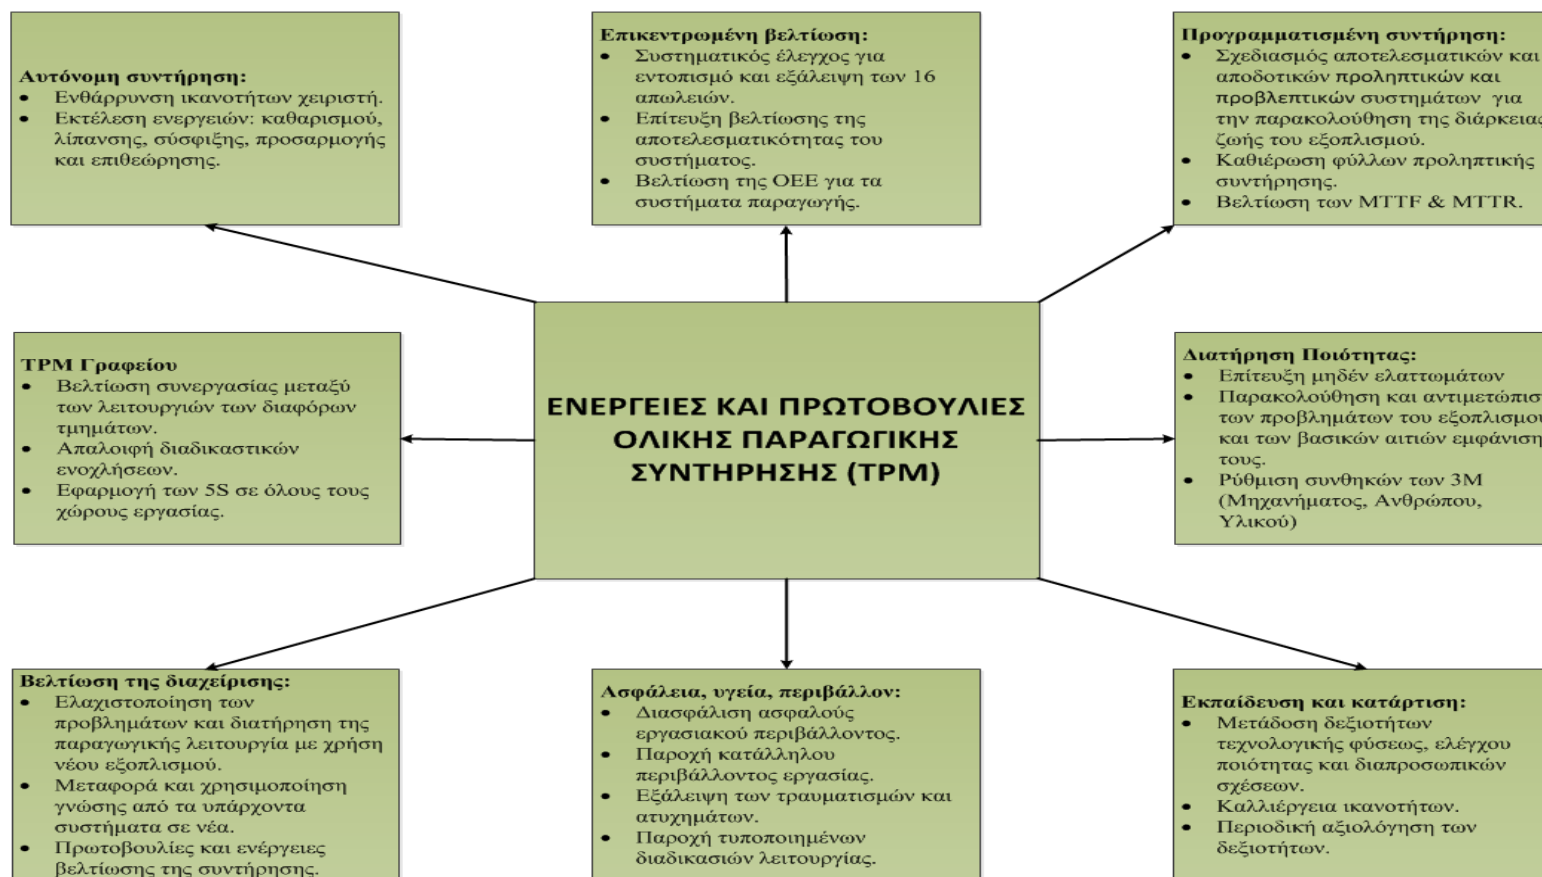 Αυτόνομη συντήρηση:
• Ενθάρρυνση ικανοτήτων χειριστή.
• Εκτέλεση ενεργειών: καθαρισμού,
λίπανσης, σύσφιξης, προσαρμογής
και επιθεώρησης.
Επικεντρωμένη βελτίωση:
• Συστηματικός έλεγχος για
εντοπισμό και εξάλειψη των 16
απωλειών.
• Επίτευξη βελτίωσης της
αποτελεσματικότητας του
συστήματος.
• Βελτίωση της ΟΕΕ για τα
συστήματα παραγωγής.
Προγραμματισμένη συντήρηση:
• Σχεδιασμός αποτελεσματικών και
αποδοτικών προληπτικών και
προβλεπτικών συστημάτων για
την παρακολούθηση της διάρκειας
ζωής του εξοπλισμού.
• Καθιέρωση φύλλων προληπτικής
συντήρησης.
• Βελτίωση των MTTF & MTTR.
TPM Γραφείου
• Βελτίωση συνεργασίας μεταξύ
των λειτουργιών των διαφόρων
τμημάτων.
• Απαλοιφή διαδικαστικών
ενοχλήσεων.
• Εφαρμογή των 5S σε όλους τους
χώρους εργασίας.
ΕΝΕΡΓΕΙΕΣ ΚΑΙ ΠΡΩΤΟΒΟΥΛΙΕΣ
ΟΛΙΚΗΣ ΠΑΡΑΓΩΓΙΚΗΣ
ΣΥΝΤΗΡΗΣΗΣ (TPM)
Διατήρηση Ποιότητας:
• Επίτευξη μηδέν ελαττωμάτων
• Παρακολούθηση και αντιμετώπισ
των προβλημάτων του εξοπλισμού
και των βασικών αιτιών εμφάνιση
τους.
• Ρύθμιση συνθηκών των 3Μ
(Μηχανήματος, Ανθρώπου,
Υλικού)
Βελτίωση της διαχείρισης:
• Ελαχιστοποίηση των
προβλημάτων και διατήρηση της
παραγωγικής λειτουργία με χρήση
νέου εξοπλισμού.
• Μεταφορά και χρησιμοποίηση
γνώσης από τα υπάρχοντα
συστήματα σε νέα.
• Πρωτοβουλίες και ενέργειες
βελτίωσης της συντήρησης.
Ασφάλεια, υγεία, περιβάλλον:
• Διασφάλιση ασφαλούς
εργασιακού περιβάλλοντος.
• Παροχή κατάλληλου
περιβάλλοντος εργασίας.
• Εξάλειψη των τραυματισμών και
ατυχημάτων.
• Παροχή τυποποιημένων
διαδικασιών λειτουργίας.
Εκπαίδευση και κατάρτιση:
• Μετάδοση δεξιοτήτων
τεχνολογικής φύσεως, ελέγχου
ποιότητας και διαπροσωπικών
σχέσεων.
• Καλλιέργεια ικανοτήτων.
• Περιοδική αξιολόγηση των
δεξιοτήτων.